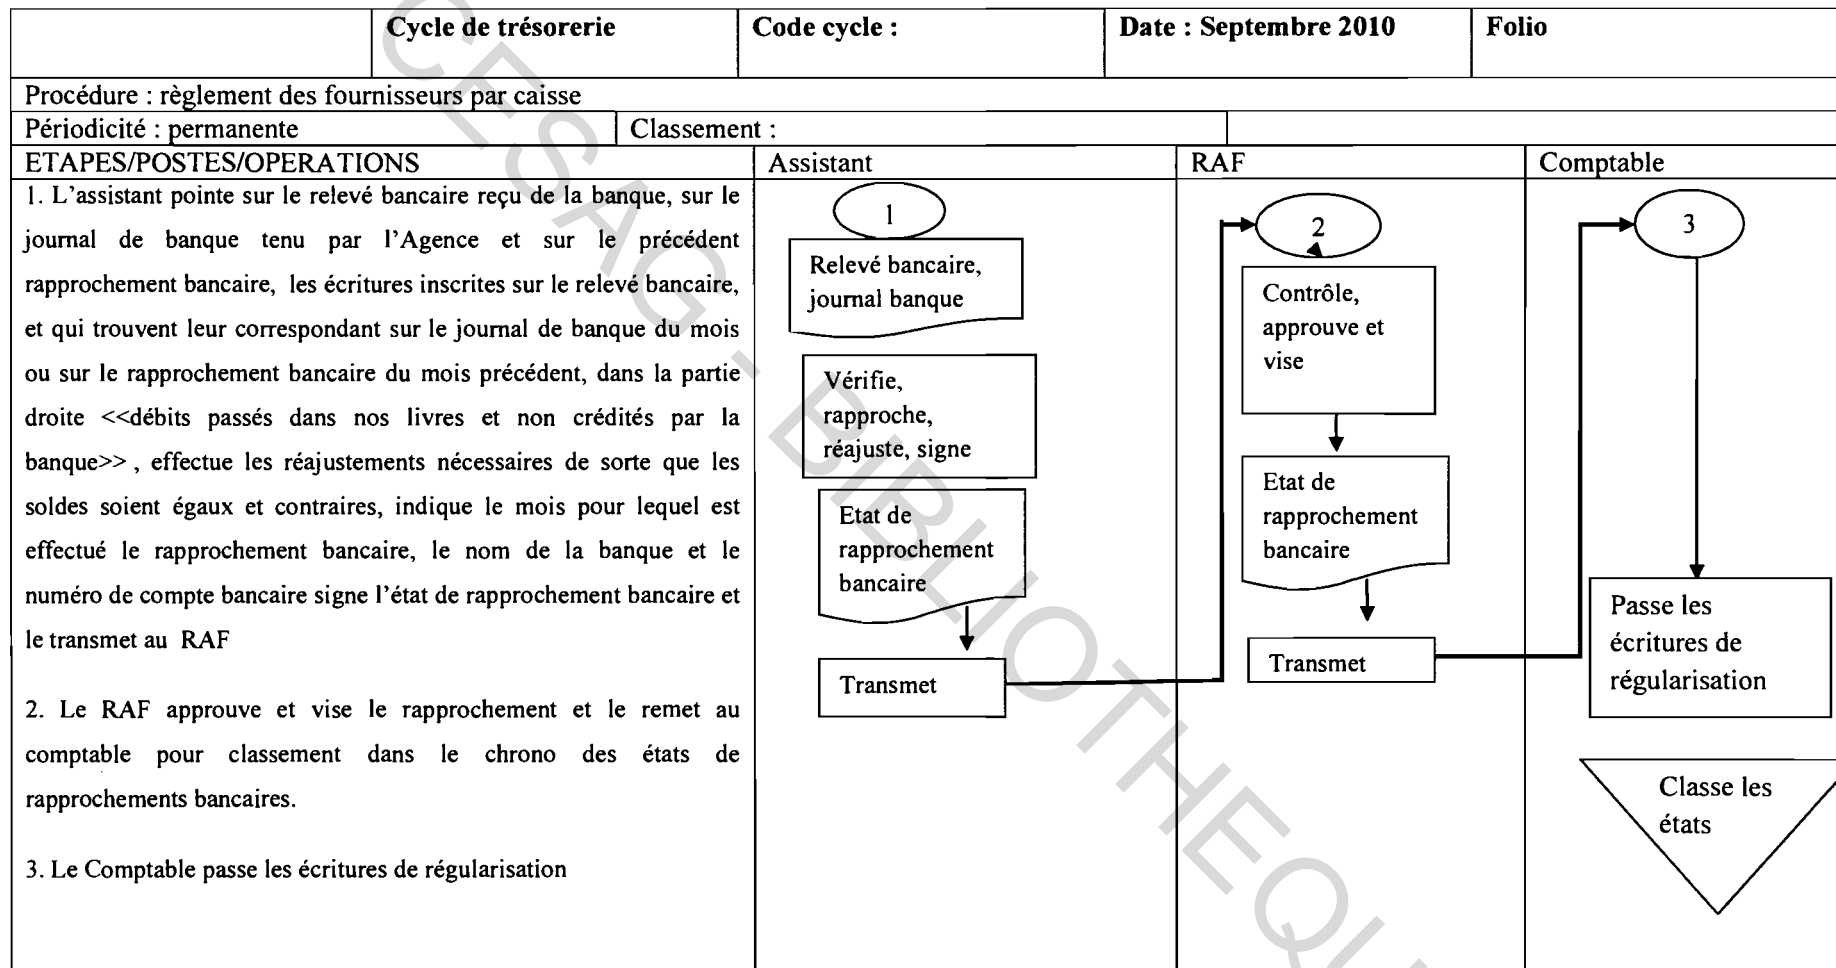 Cycle de trésorerie
Code cycle :
Date : Septembre 2010
Folio
Procédure : règlement des fournisseurs par caisse
Périodicité : permanente
Classement :
ETAPES/POSTES/OPERATIONS
Assistant
RAF
Comptable
1. L'assistant pointe sur le relevé bancaire reçu de la banque, sur le
journal de banque tenu par l'Agence et sur le précédent
rapprochement bancaire, les écritures inscrites sur le relevé bancaire,
et qui trouvent leur correspondant sur le journal de banque du mois
ou sur le rapprochement bancaire du mois précédent, dans la partie
droite <<débits passés dans nos livres et non crédités par la
banque>> , effectue les réajustements nécessaires de sorte que les
soldes soient égaux et contraires, indique le mois pour lequel est
effectué le rapprochement bancaire, le nom de la banque et le
numéro de compte bancaire signe l'état de rapprochement bancaire et
le transmet au RAF
2. Le RAF approuve et vise le rapprochement et le remet au
comptable pour classement dans le chrono des états de
rapprochements bancaires.
3. Le Comptable passe les écritures de régularisation
1
Relevé bancaire,
journal banque
Vérifie,
rapproche,
réajuste, signe
Etat de
rapprochement
bancaire
Transmet
2
Contrôle,
approuve et
vise
Etat de
rapprochement
bancaire
Transmet
3
Passe les
écritures de
régularisation
Classe les
états
CESAG - BIBLIOTHEQU